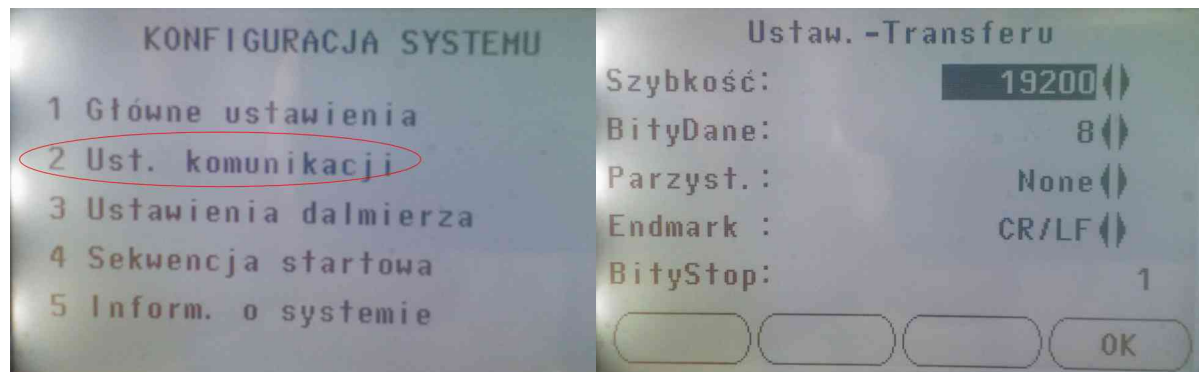 KONFIGURACJA SYSTEMU
1 Główne ustawienia
2 Ust. komunikacji
3 Ustawienia dalmierza
4 Sekwencja startowa
5 Inform. o systemie
Ustaw.-Transferu
Szybkość: 19200
BityDane: 8
Parzyst.: None
Endmark : CR/LF
BityStop: 1
OK